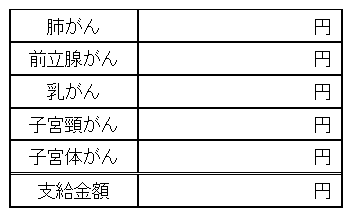 肺がん 円
前立腺がん 円
乳がん 円
子宮頸がん 円
子宮体がん 円
支給金額 円